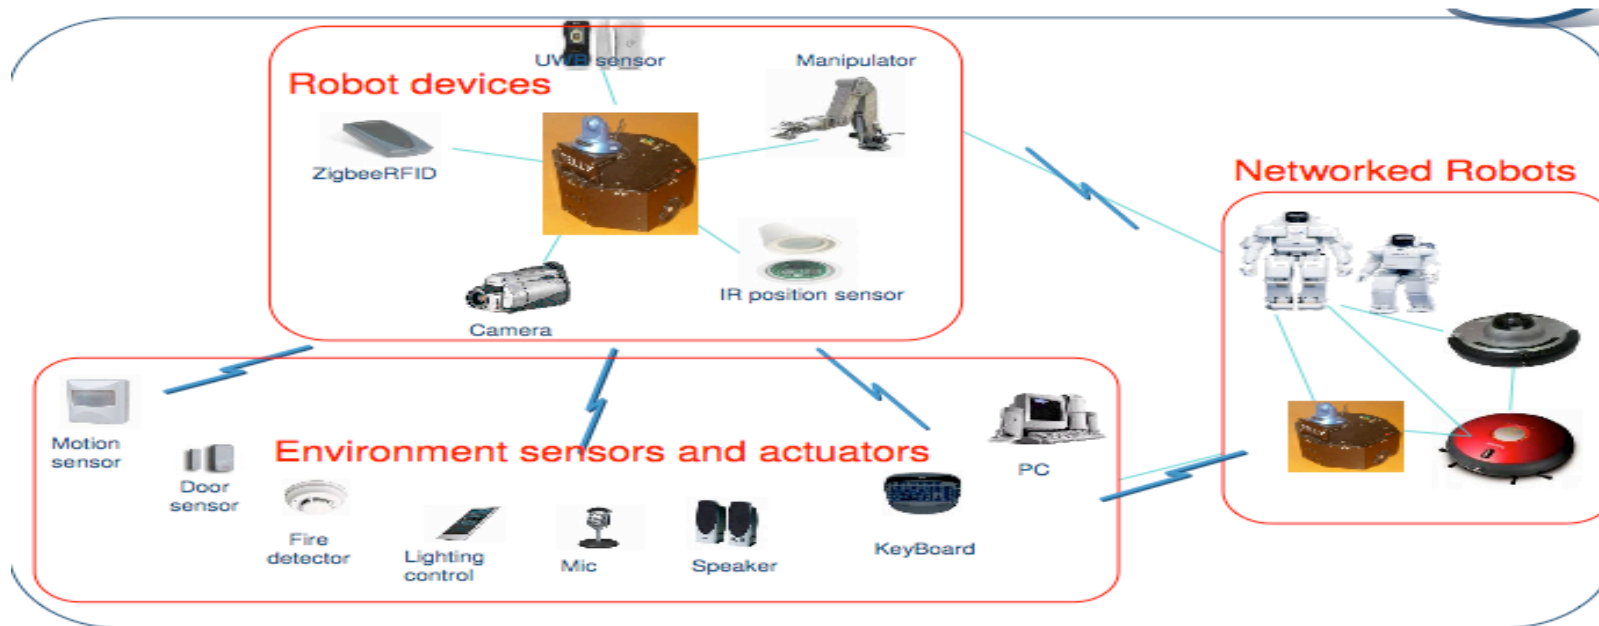 UWB sensor
Manipulator
Robot devices
ZigbeeRFID
IR position sensor
Camera
Networked Robots
Environment sensors and actuators
Motion
sensor
Door
sensor
Fire
detector
Lighting
control
Mic
Speaker
KeyBoard
PC